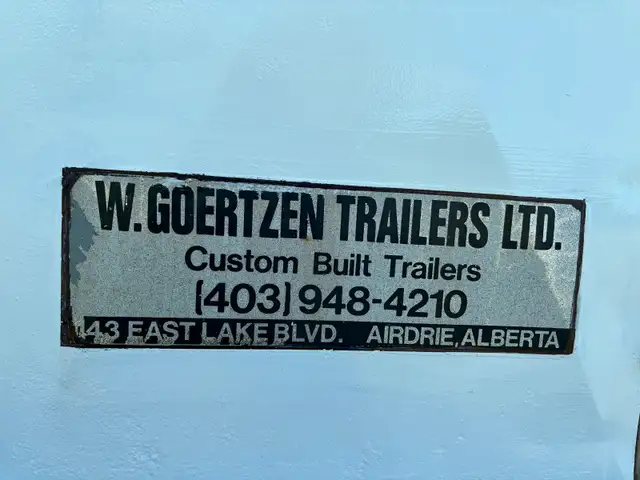 W. GOERTZEN TRAILERS LTD.
Custom Built Trailers
(403) 948-4210
43 EAST LAKE BLVD. AIRDRIE, ALBERTA